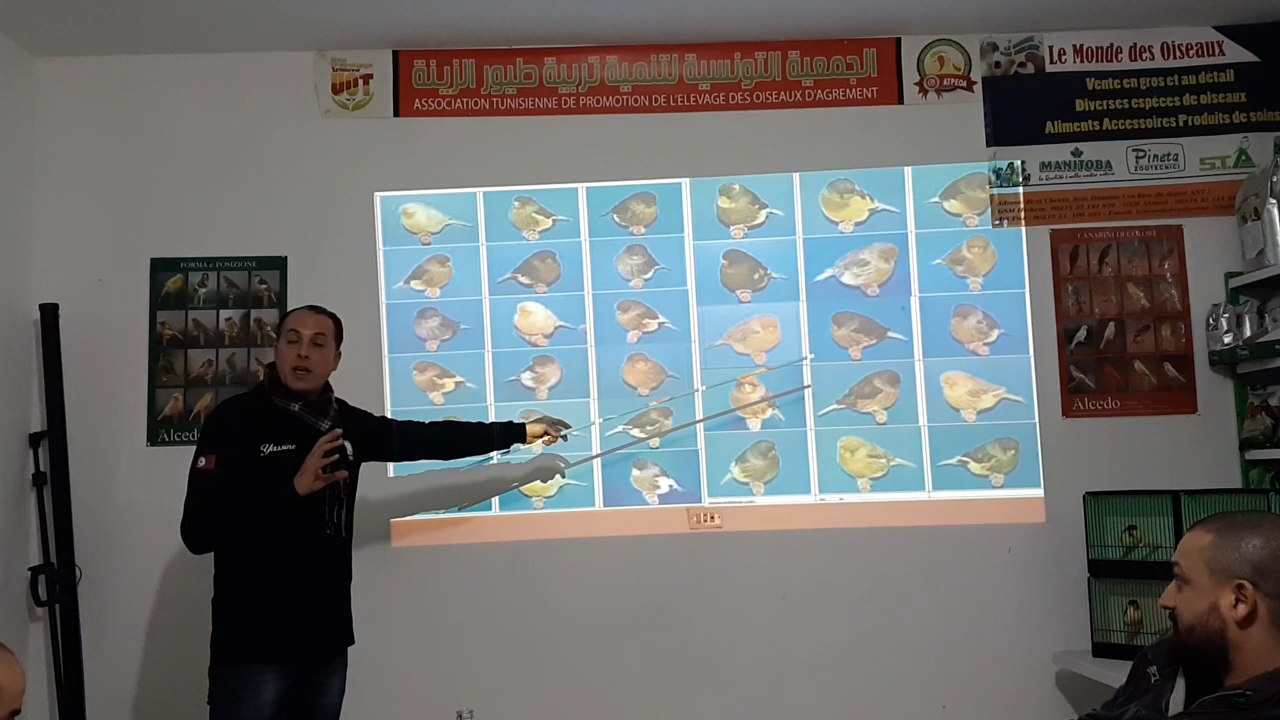 الجمعية التونسية لتنمية تربية طيور الزينة
ASSOCIATION TUNISIENNE DE PROMOTION DE L'ELEVAGE DES OISEAUX D'AGREMENT
ATPEOA
Le Monde des Oiseaux
Vente en gros et au détail
Diverses espèces de oiseaux
Aliments Accessoires Produits de soins
MANITOBA
Pineta
ZOOTECNICI
S.T.A
FORMA e POSIZIONE
Alcedo
CANARINI DI COLORE
Alcedo
Yassine